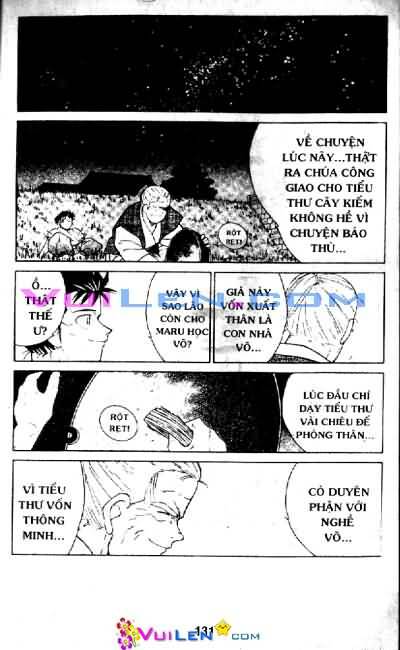 VỀ CHUYỆN
LÚC NÃY...THẬT
RA CHÚA CÔNG
GIAO CHO TIỂU
THƯ CÂY KIẾM
KHÔNG HỀ VÌ
CHUYỆN BÁO
THÙ...
RỘT
RẸT!
Ồ...
THẬT
THẾ
Ư?
VẬY VÌ
SAO LÃO
CÒN CHO
MARU HỌC
VÕ?
GIẢ NÀY
VỐN XUẤT
THÂN LÀ
CON NHÀ
VÕ...
VUILEN.COM
LÚC ĐẦU CHỈ
DẠY TIỂU THƯ
VÀI CHIÊU ĐỂ
PHÒNG THÂN...
RỘT
RẸT!
VÌ TIỂU
THƯ VỐN
THÔNG
MINH...
CÓ DUYÊN
PHẬN VỚI
NGHỀ
VÕ...
131
VUILEN.COM